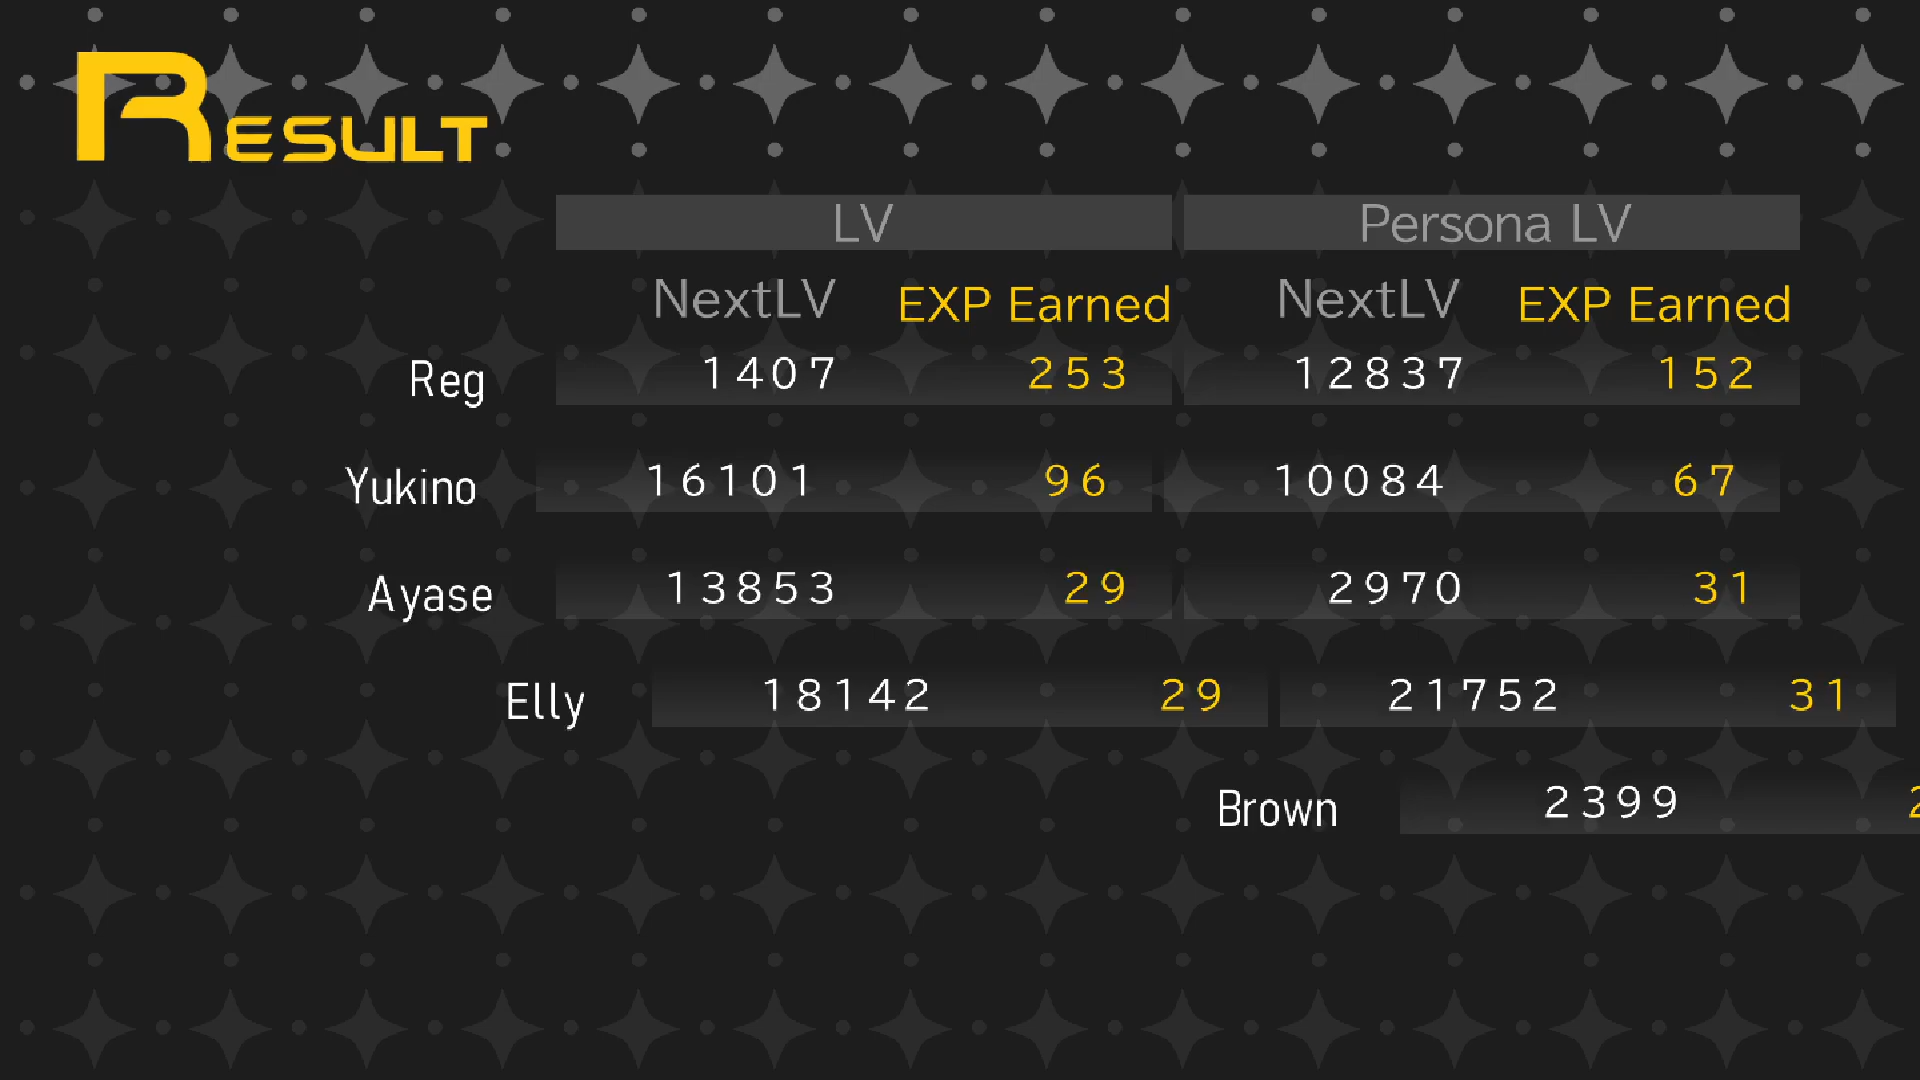 RESULT
LV Persona LV
NextLV EXP Earned NextLV EXP Earned
Reg 1407 253 12837 152
Yukino 16101 96 10084 67
Ayase 13853 29 2970 31
Elly 18142 29 21752 31
Brown 2399